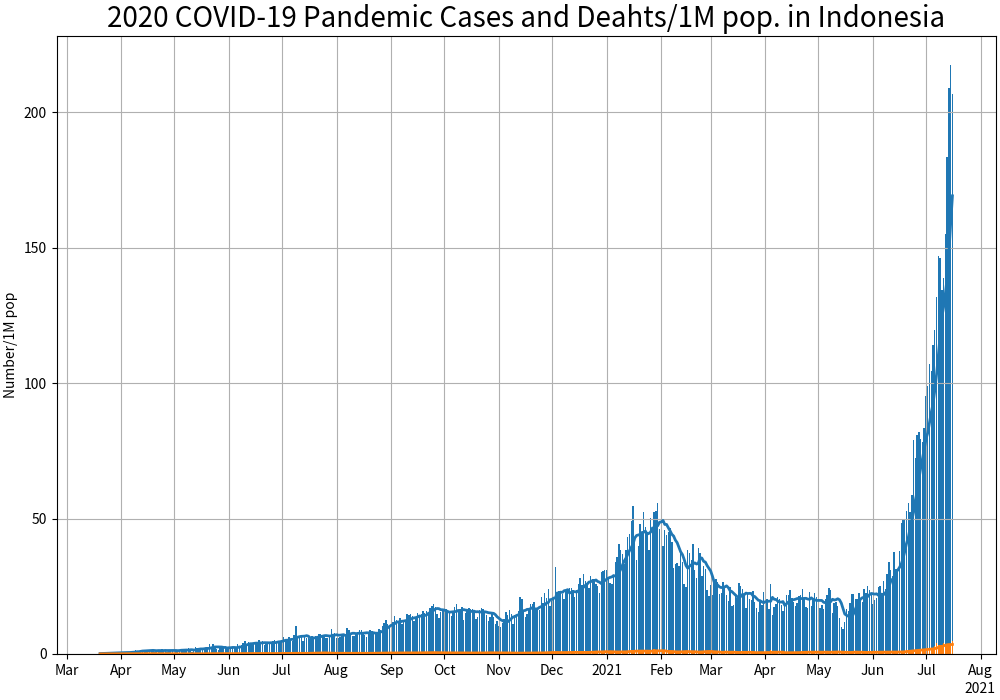 2020 COVID-19 Pandemic Cases and Deahts/1M pop. in Indonesia
Number/1M pop
200
150
100
50
0
Mar Apr May Jun Jul Aug Sep Oct Nov Dec 2021 Feb Mar Apr May Jun Jul Aug
2021